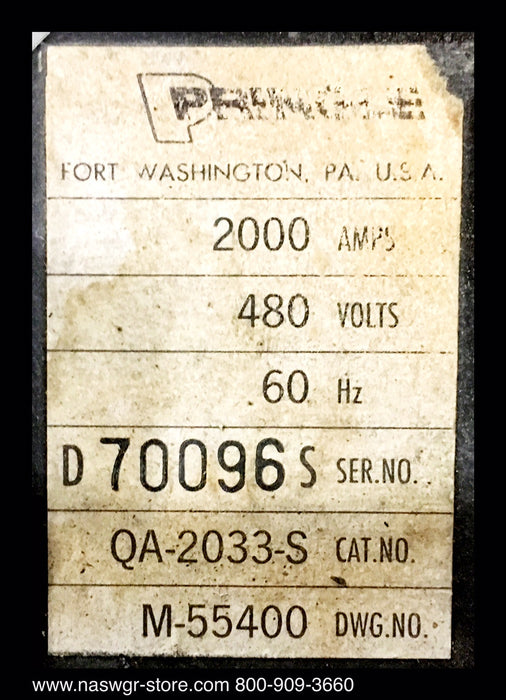 PRINGLE
FORT WASHINGTON, PA. U.S.A.
2000 AMPS
480 VOLTS
60 Hz
D 70096 S SER.NO.
QA-2033-S CAT.NO.
M-55400 DWG.NO.
www.naswgr-store.com 800-909-3660